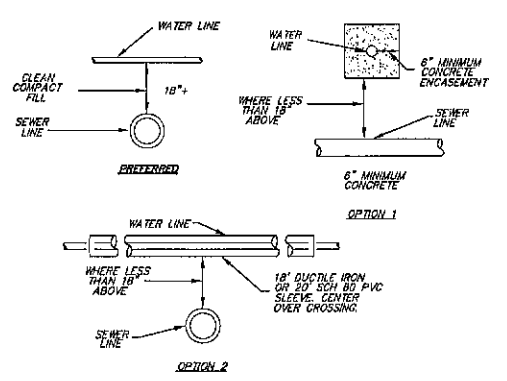 WATER LINE
CLEAN
COMPACT
FILL
18"+
SEWER
LINE
PREFERRED
WATER
LINE
6" MINIMUM
CONCRETE
ENCASEMENT
WHERE LESS
THAN 18"
ABOVE
SEWER
LINE
6" MINIMUM
CONCRETE
OPTION 1
WATER LINE
WHERE LESS
THAN 18"
ABOVE
18' DUCTILE IRON
OR 20' SCH 80 PVC
SLEEVE. CENTER
OVER CROSSING.
SEWER
LINE
OPTION 2